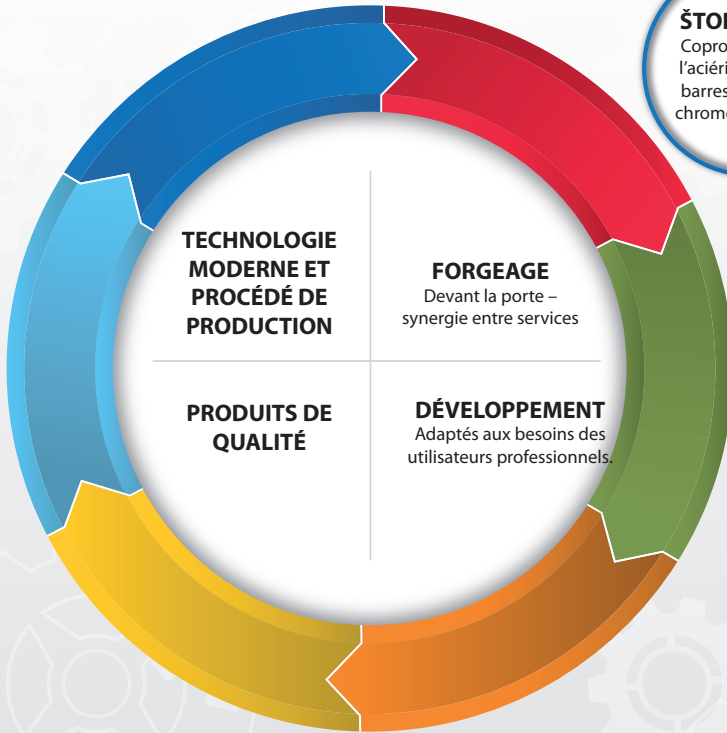 TECHNOLOGIE
MODERNE ET
PROCÉDÉ DE
PRODUCTION
FORGEAGE
Devant la porte –
synergie entre services
PRODUITS DE
QUALITÉ
DÉVELOPPEMENT
Adaptés aux besoins des
utilisateurs professionnels.
barres